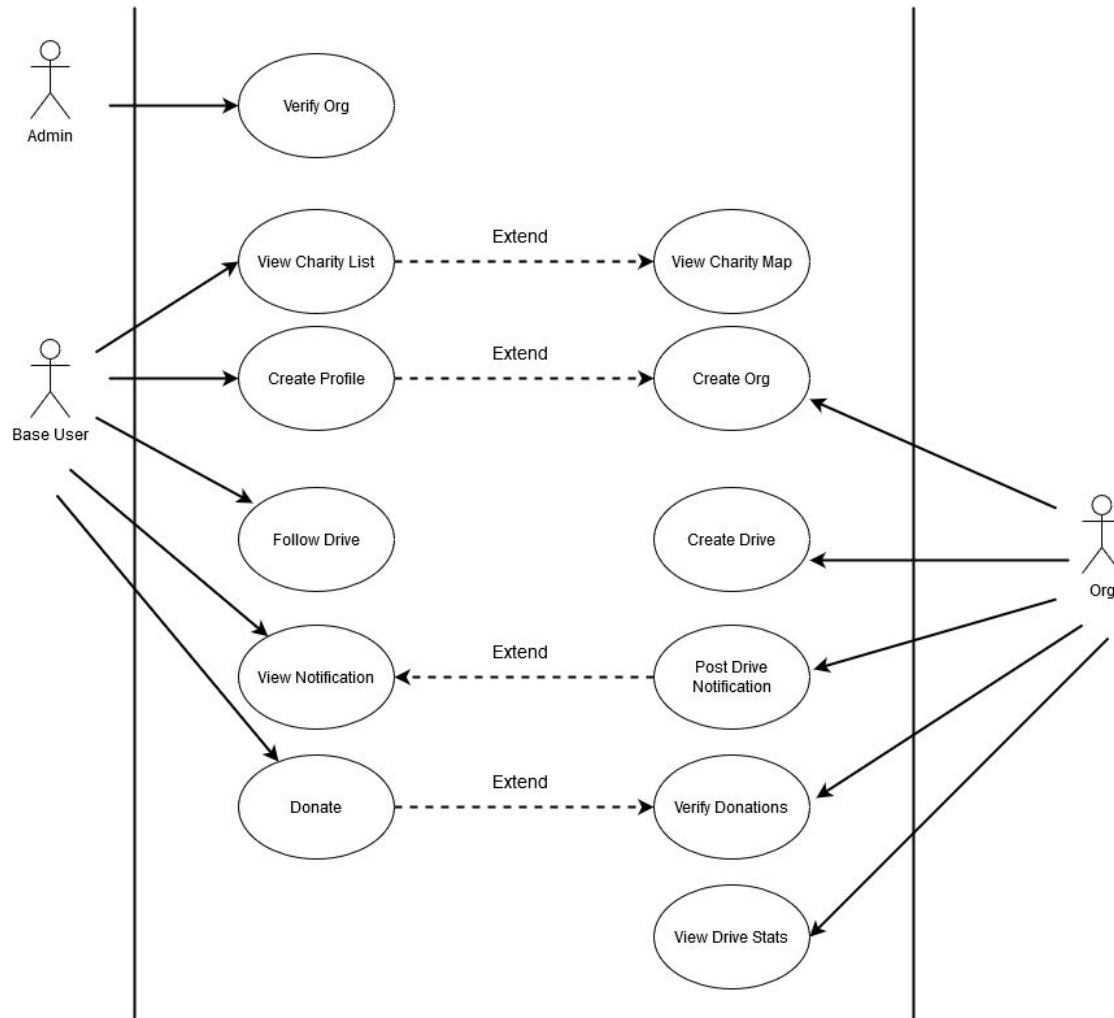 Admin
Verify Org
View Charity List
Extend
View Charity Map
Base User
Create Profile
Extend
Create Org
Follow Drive
Create Drive
Org
View Notification
Extend
Post Drive
Notification
Donate
Extend
Verify Donations
View Drive Stats